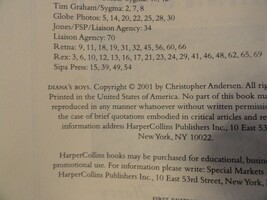 Tim Graham/Sygma: 2, 7, 8
Globe Photos: 5, 14, 20, 22, 25, 28, 30
Jones/FSP/Liaison Agency: 34
Liaison Agency: 70
Retna: 9, 11, 18, 19, 31, 32, 45, 56, 60, 66
Rex: 3, 6, 10, 12, 13, 16, 17, 21, 23, 24, 29, 41, 46, 48, 62, 65, 69
Sipa Press: 15, 39, 49, 54
DIANA'S BOYS. Copyright © 2001 by Christopher Andersen. All righ
Printed in the United States of America. No part of this book ma
reproduced in any manner whatsoever without written permission
the case of brief quotations embodied in critical articles and re
information address HarperCollins Publishers Inc., 10 East 53
New York, NY 10022.
HarperCollins books may be purchased for educational, busine
promotional use. For information please write: Special Markets
HarperCollins Publishers Inc., 10 East 53rd Street, New York,